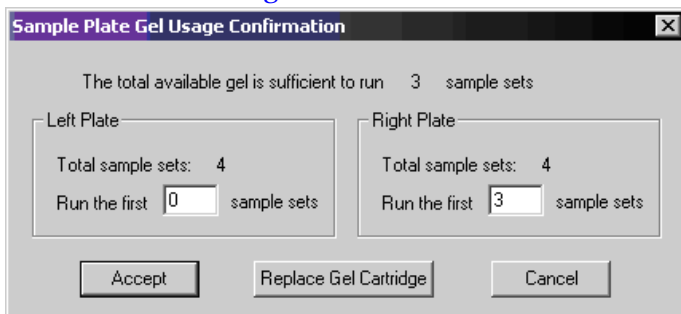 Sample Plate Gel Usage Confirmation
The total available gel is sufficient to run 3 sample sets
Left Plate
Total sample sets: 4
Run the first 0 sample sets
Right Plate
Total sample sets: 4
Run the first 3 sample sets
Accept
Replace Gel Cartridge
Cancel